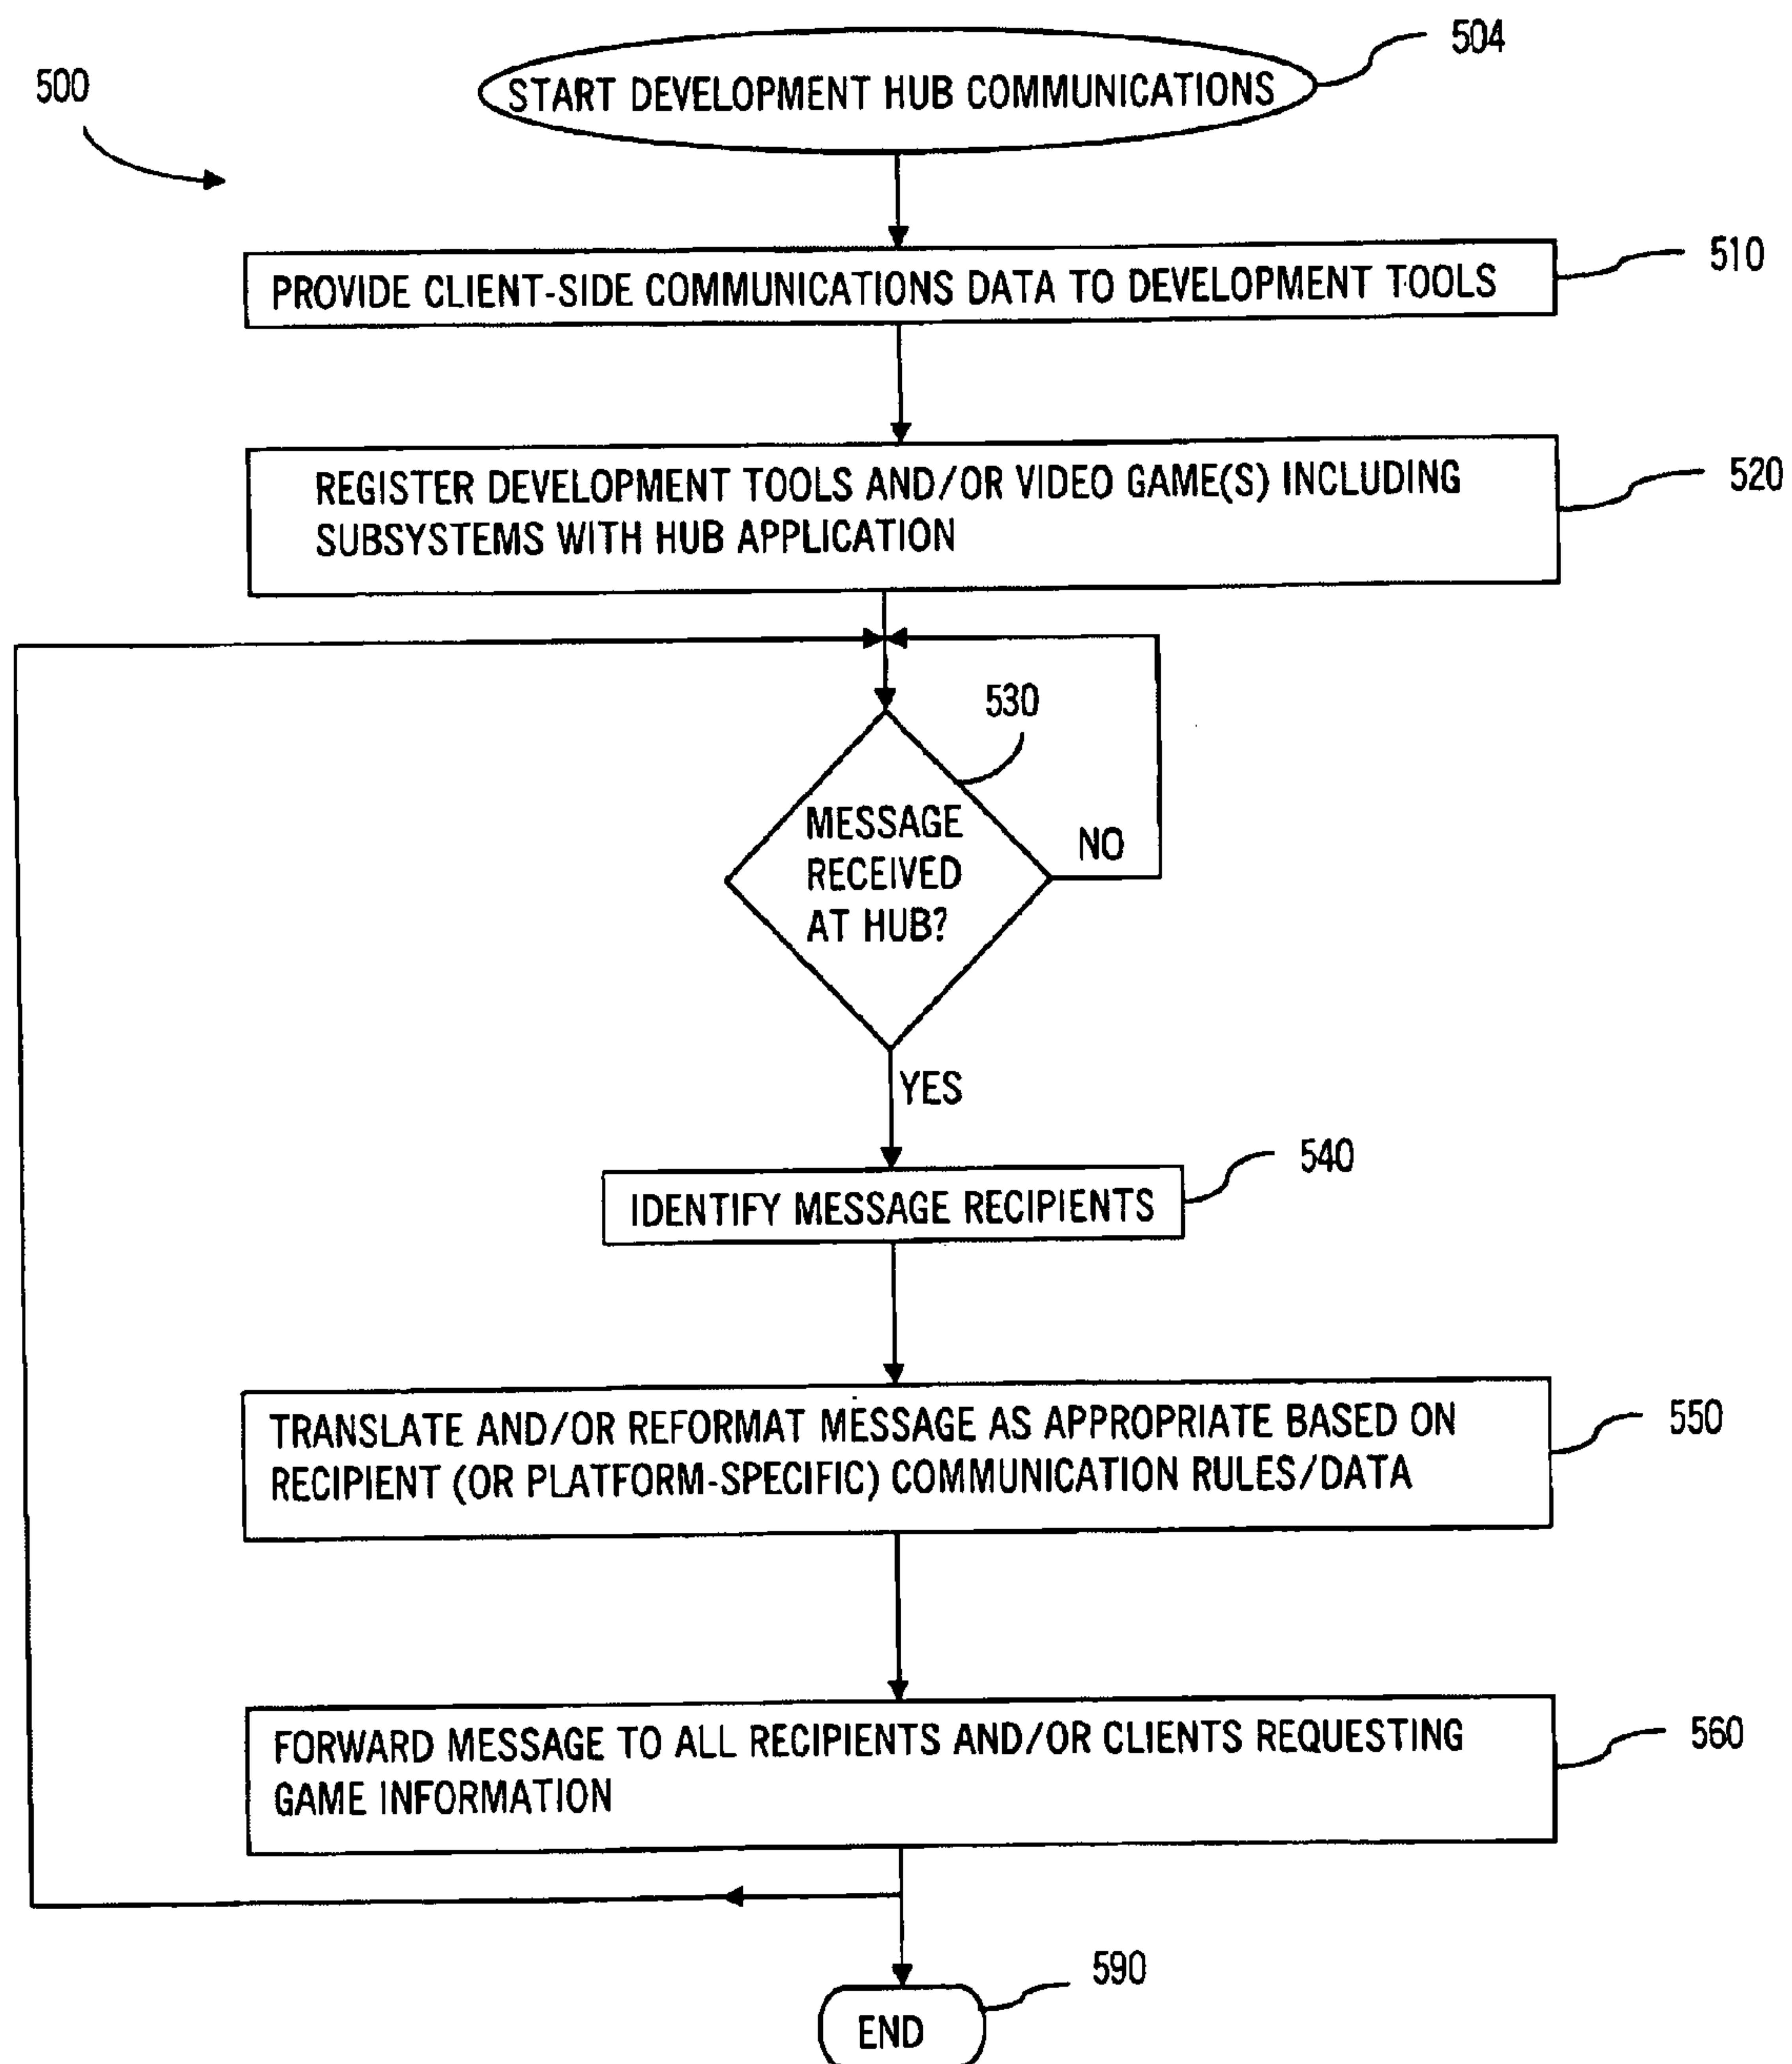 500
START DEVELOPMENT HUB COMMUNICATIONS
504
PROVIDE CLIENT-SIDE COMMUNICATIONS DATA TO DEVELOPMENT TOOLS
510
REGISTER DEVELOPMENT TOOLS AND/OR VIDEO GAME(S) INCLUDING
SUBSYSTEMS WITH HUB APPLICATION
520
530
MESSAGE
RECEIVED
AT HUB?
NO
YES
IDENTIFY MESSAGE RECIPIENTS
540
TRANSLATE AND/OR REFORMAT MESSAGE AS APPROPRIATE BASED ON
RECIPIENT (OR PLATFORM-SPECIFIC) COMMUNICATION RULES/DATA
550
FORWARD MESSAGE TO ALL RECIPIENTS AND/OR CLIENTS REQUESTING
GAME INFORMATION
560
END
590